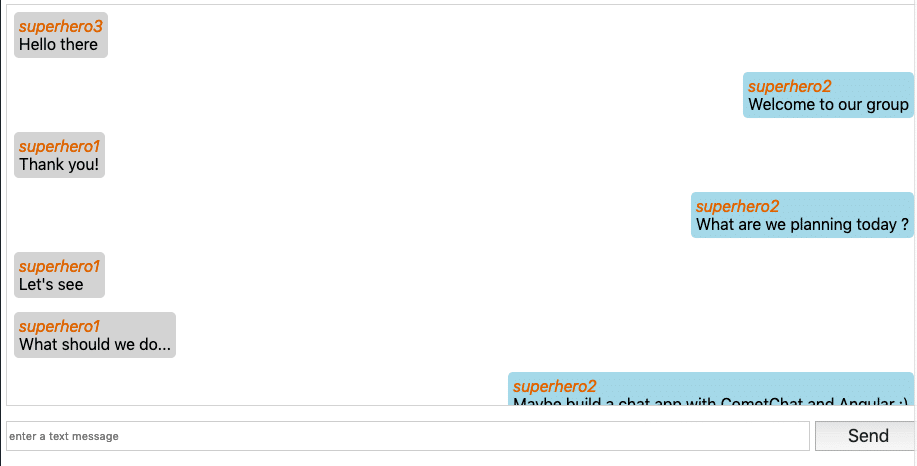 superhero3
Hello there
superhero2
Welcome to our group
superhero1
Thank you!
superhero2
What are we planning today ?
superhero1
Let's see
superhero1
What should we do...
superhero2
Maybe build a chat app with CometChat and Angular :)
enter a text message
Send